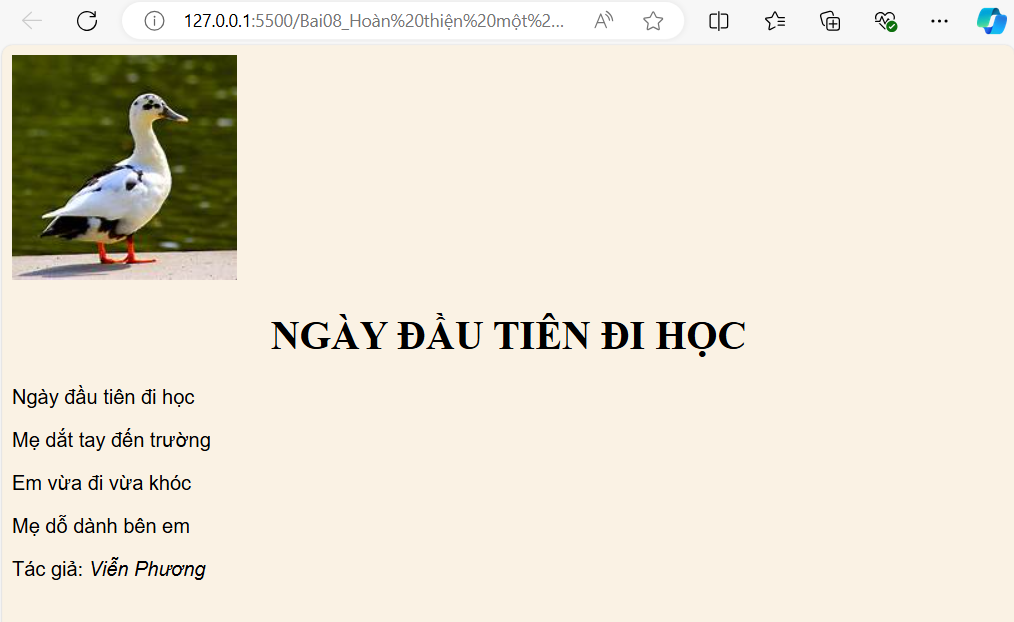 127.0.0.1:5500/Bai08_Hoàn%20thiện%20một%2...
NGÀY ĐẦU TIÊN ĐI HỌC
Ngày đầu tiên đi học
Mẹ dắt tay đến trường
Em vừa đi vừa khóc
Mẹ dỗ dành bên em
Tác giả: Viễn Phương